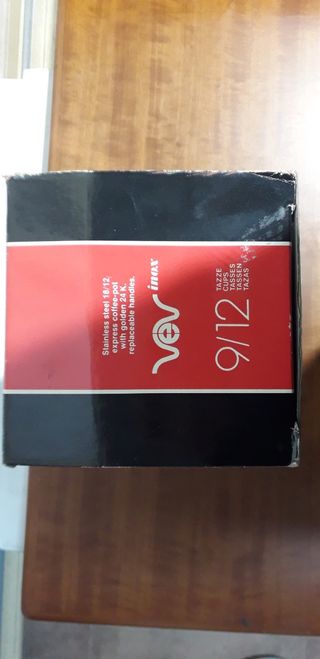 Stainless steel 18/12,
express coffee-pot
with golden 24 K.
replaceable handles.
VEV inox
9/12
TAZZE
CUPS
TASSES
TASSEN
TAZAS